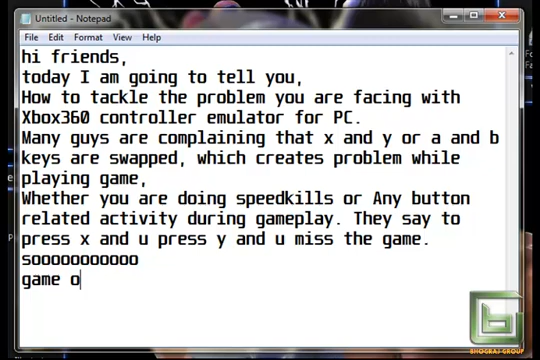 Untitled - Notepad
File Edit Format View Help
hi friends,
today I am going to tell you,
How to tackle the problem you are facing with
Xbox360 controller emulator for PC.
Many guys are complaining that x and y or a and b
keys are swapped, which creates problem while
playing game,
Whether you are doing speedkills or Any button
related activity during gameplay. They say to
press x and u press y and u miss the game.
sooooooooooo
game o
BHOGKAJ GROUP